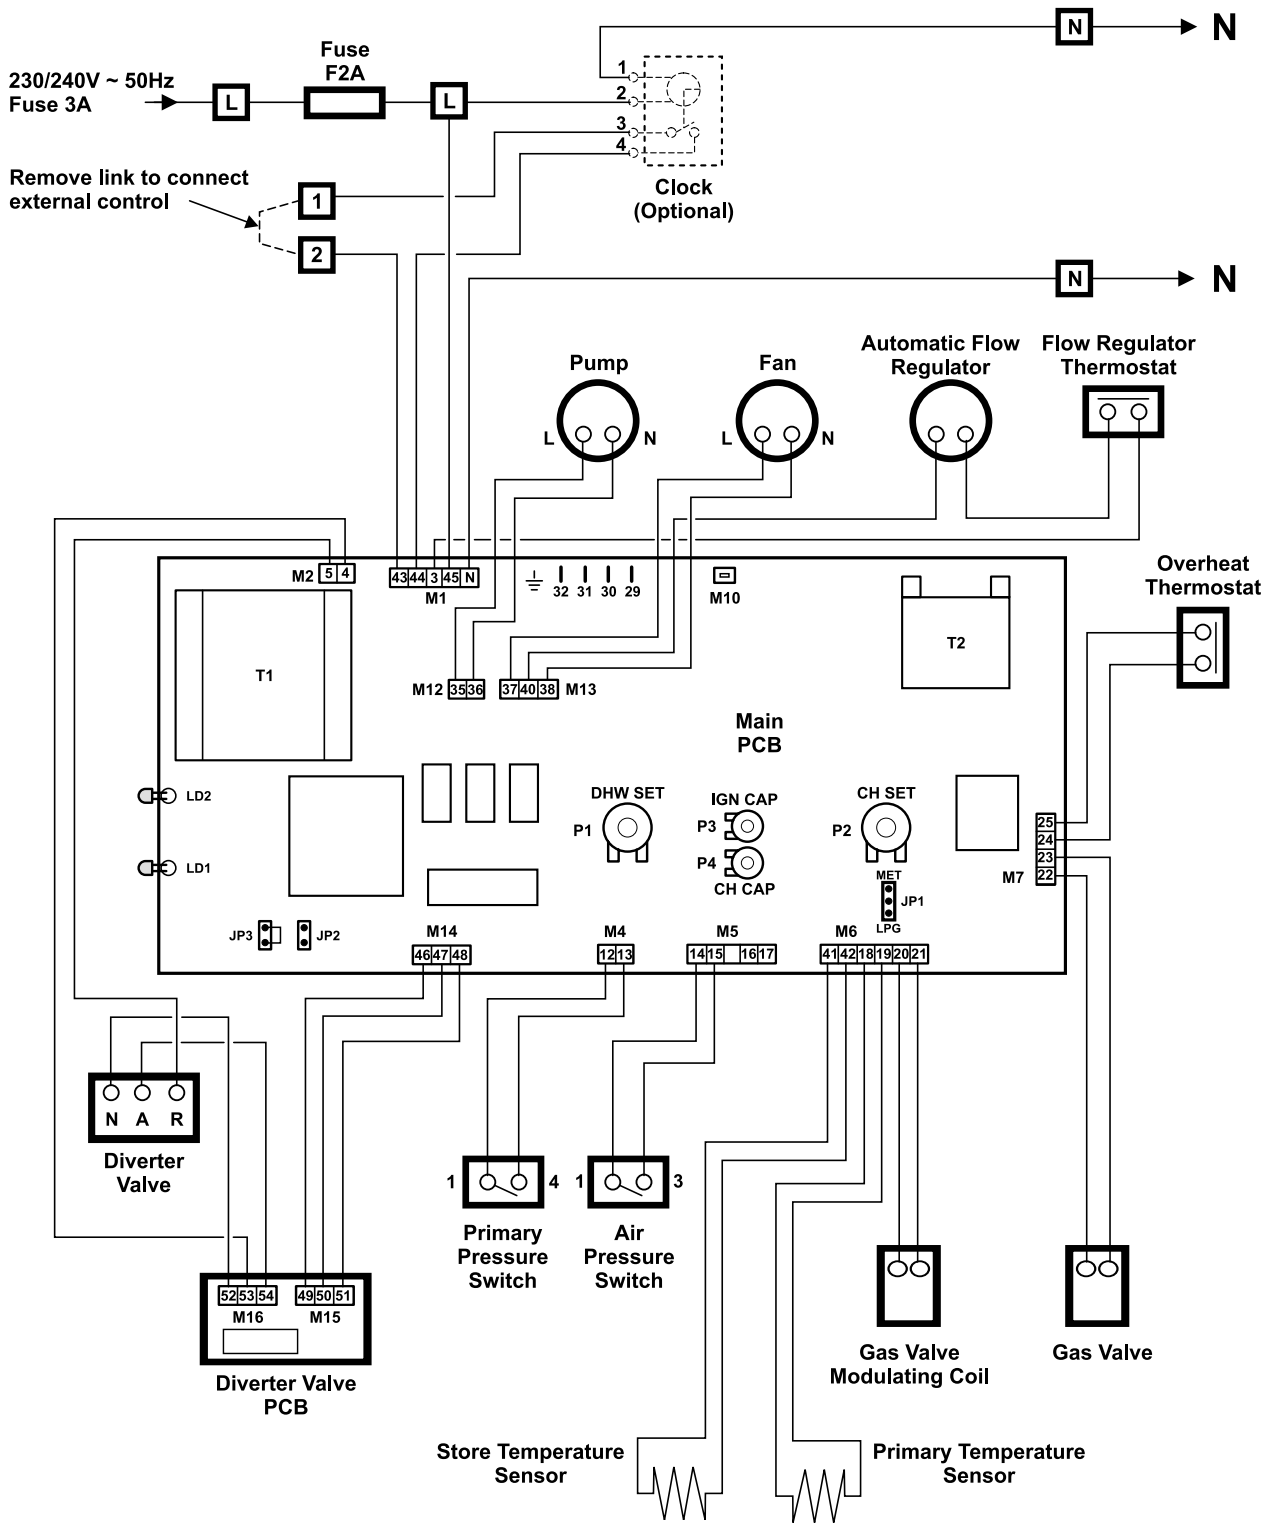 N N
Fuse
F2A
230/240V ~ 50Hz
Fuse 3A
L L
1
2
3
4
Clock
(Optional)
Remove link to connect
external control
1
2
N N
Pump
L N
Fan
L N
Automatic Flow
Regulator
Flow Regulator
Thermostat
Overheat
Thermostat
M2 5 4
43 44 3 45 N
M1
32 31 30 29
M10
T1
T2
M12 35 36
37 40 38 M13
Main
PCB
LD2
LD1
DHW SET
P1
IGN CAP
P3
P4
CH CAP
CH SET
P2
MET
JP1
LPG
25
24
23
22
M7
JP3
JP2
M14
46 47 48
M4
12 13
M5
14 15 16 17
M6
41 42 18 19 20 21
N A R
Diverter
Valve
1 4
Primary
Pressure
Switch
1 3
Air
Pressure
Switch
52 53 54
M16
49 50 51
M15
Diverter Valve
PCB
Gas Valve
Modulating Coil
Gas Valve
Store Temperature
Sensor
Primary Temperature
Sensor